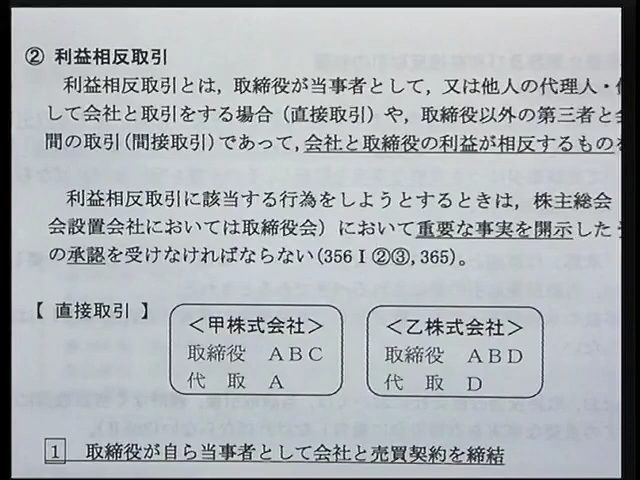 ② 利益相反取引
利益相反取引とは，取締役が当事者として，又は他人の代理人・
して会社と取引をする場合（直接取引）や，取締役以外の第三者と
間の取引（間接取引）であって，会社と取締役の利益が相反するものを
利益相反取引に該当する行為をしようとするときは，株主総会
会設置会社においては取締役会）において重要な事実を開示した
の承認を受けなければならない（356Ⅰ②③，365）。
【 直接取引 】
＜甲株式会社＞
取締役　ＡＢＣ
代　取　Ａ
＜乙株式会社＞
取締役　ＡＢＤ
代　取　Ｄ
1　取締役が自ら当事者として会社と売買契約を締結